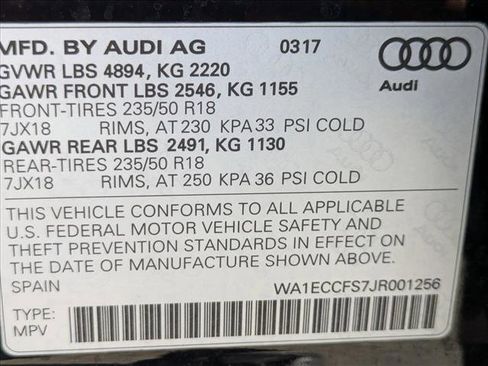 MFD. BY AUDI AG 0317
GVWR LBS 4894, KG 2220
GAWR FRONT LBS 2546, KG 1155
FRONT-TIRES 235/50 R18
7JX18 RIMS, AT 230 KPA 33 PSI COLD
GAWR REAR LBS 2491, KG 1130
REAR-TIRES 235/50 R18
7JX18 RIMS, AT 250 KPA 36 PSI COLD
Audi
THIS VEHICLE CONFORMS TO ALL APPLICABLE
U.S. FEDERAL MOTOR VEHICLE SAFETY AND
THEFT PREVENTION STANDARDS IN EFFECT ON
THE DATE OF MANUFACTURE SHOWN ABOVE.
SPAIN WA1ECCFS7JR001256
TYPE:
MPV